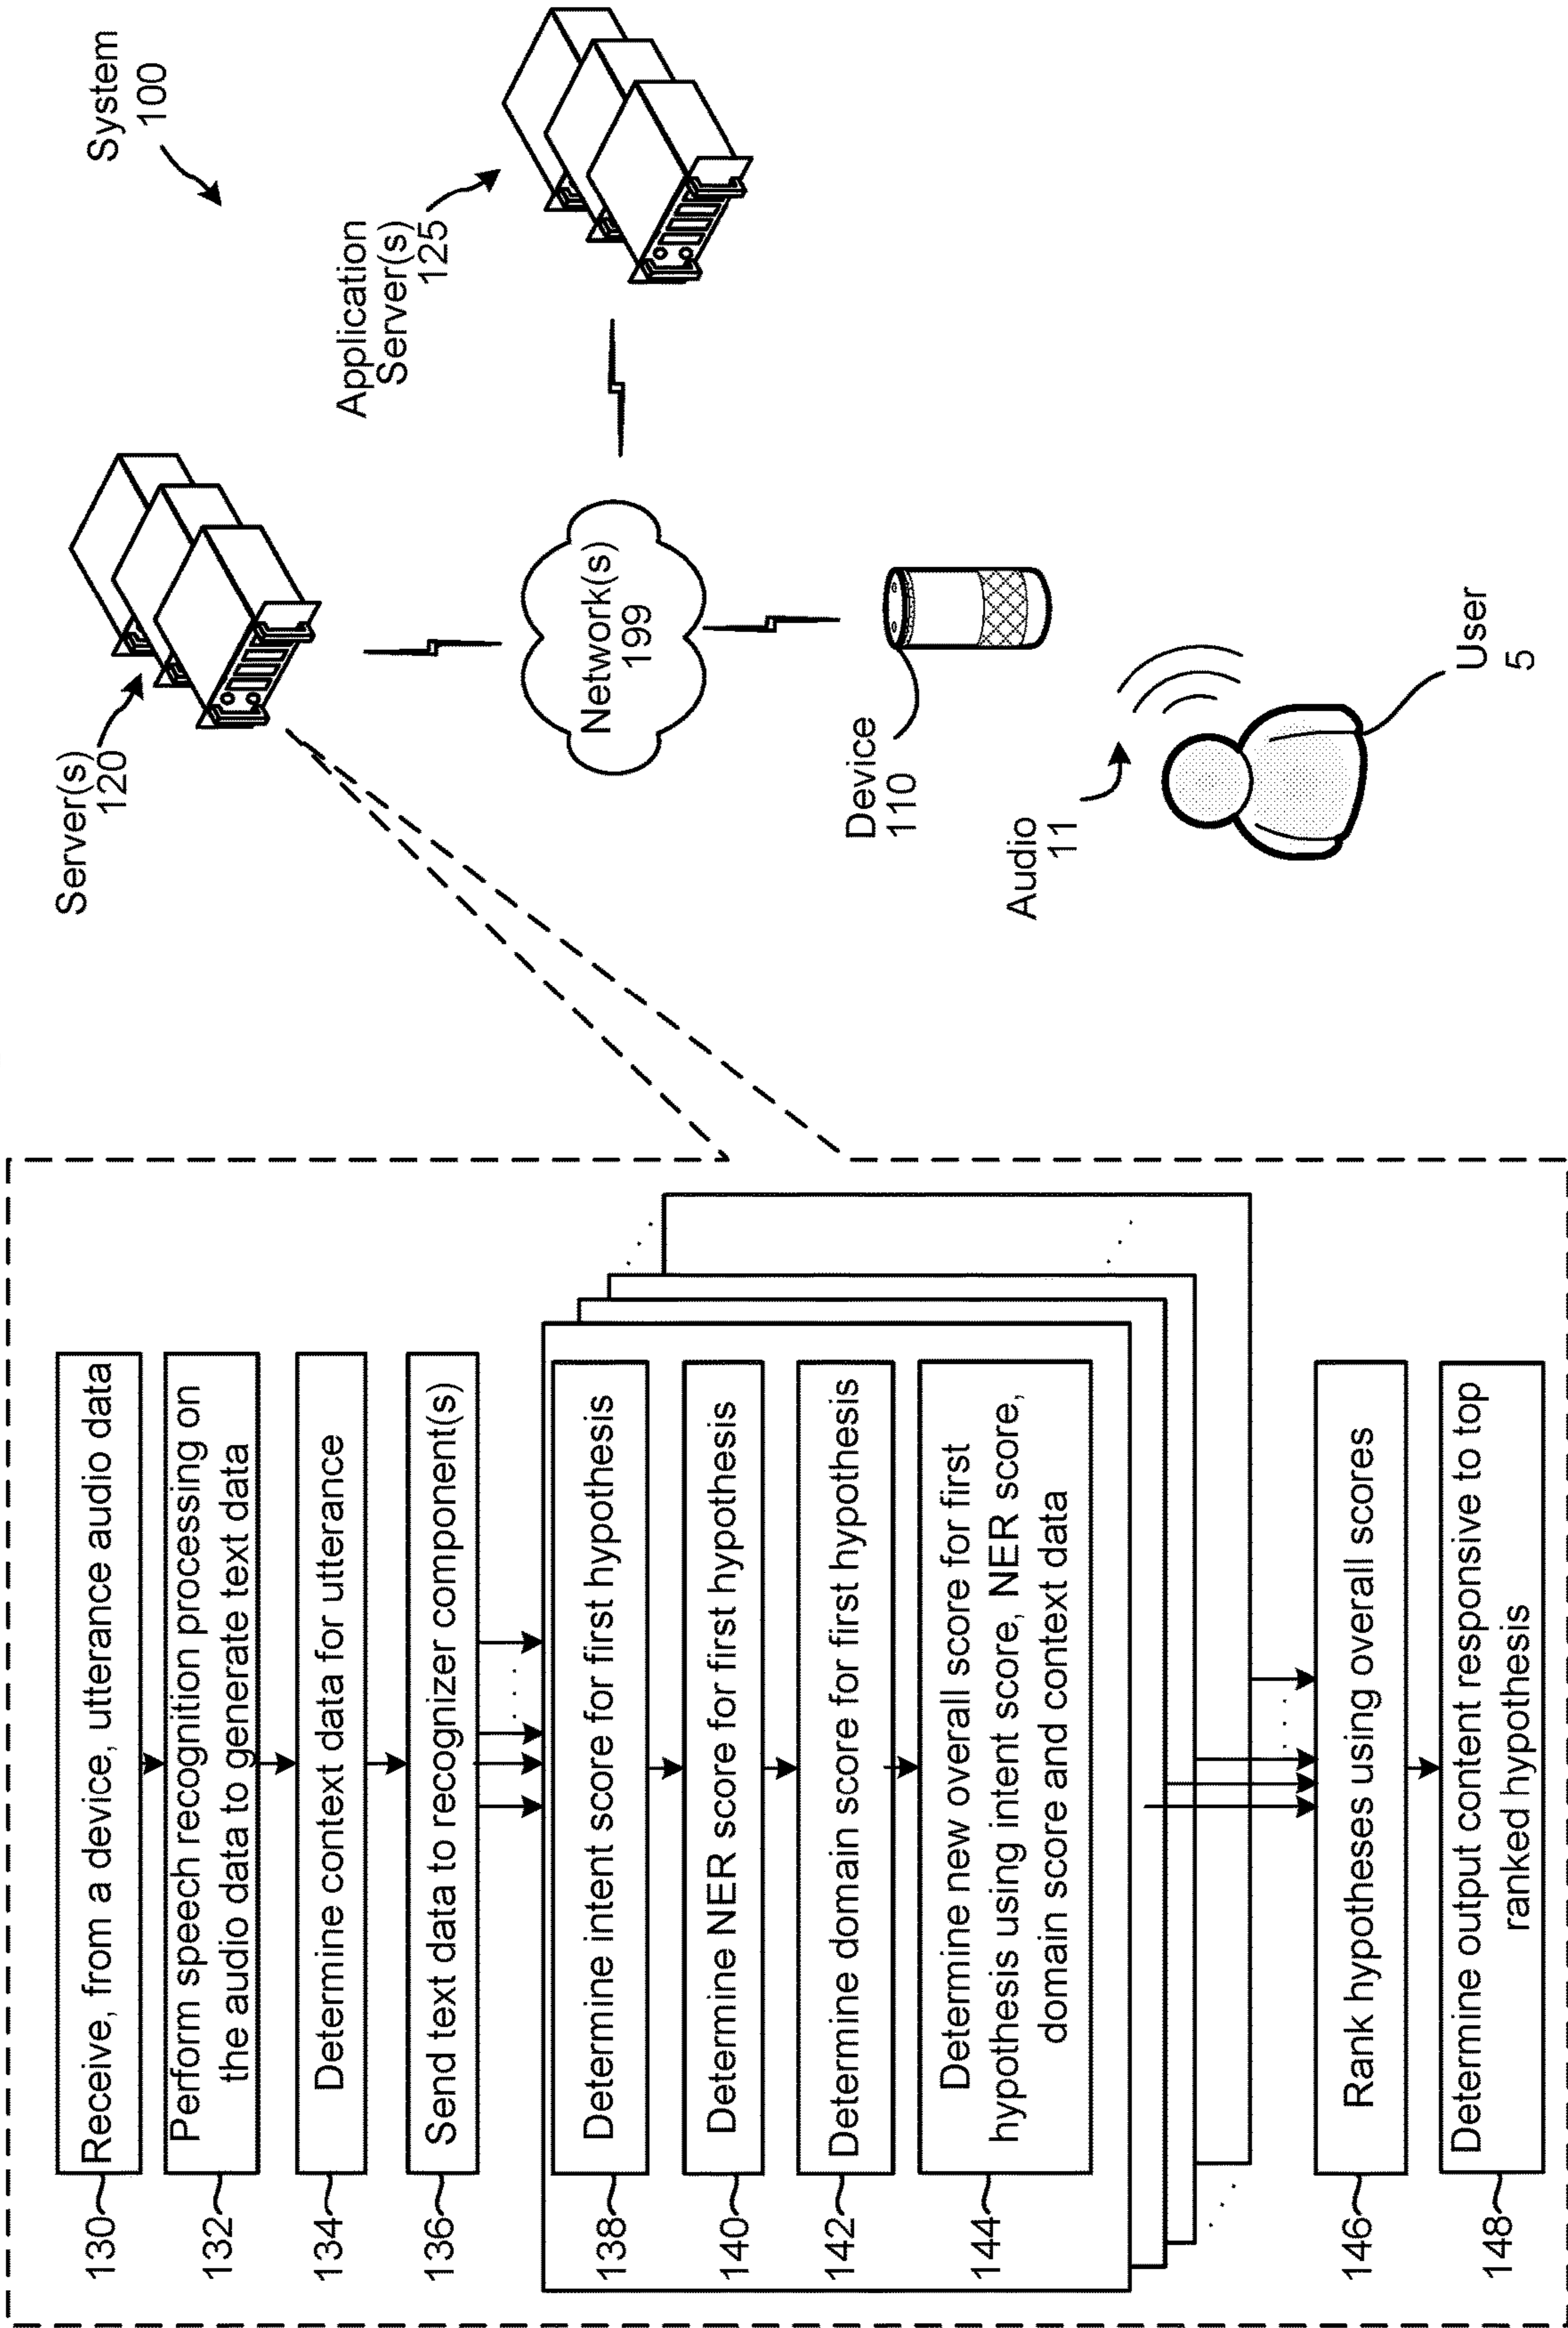 System
100
Server(s)
120
Application
Server(s)
125
Network(s)
199
Device
110
Audio
11
User
5
130
Receive, from a device, utterance audio data
132
Perform speech recognition processing on
the audio data to generate text data
134
Determine context data for utterance
136
Send text data to recognizer component(s)
138
Determine intent score for first hypothesis
140
Determine NER score for first hypothesis
142
Determine domain score for first hypothesis
144
Determine new overall score for first
hypothesis using intent score, NER score,
domain score and context data
146
Rank hypotheses using overall scores
148
Determine output content responsive to top
ranked hypothesis